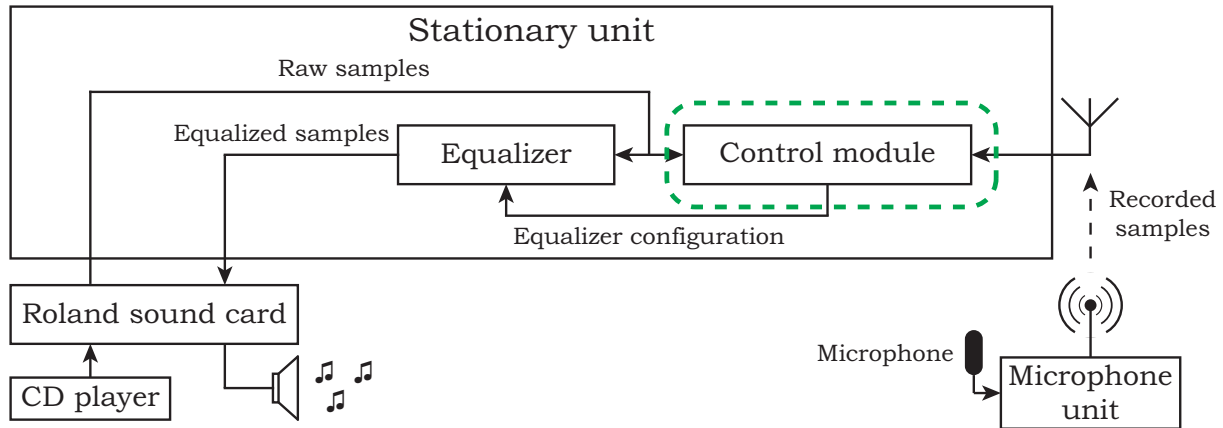 Stationary unit
Raw samples
Equalized samples
Equalizer
Control module
Equalizer configuration
Recorded
samples
Roland sound card
CD player
Microphone
Microphone
unit